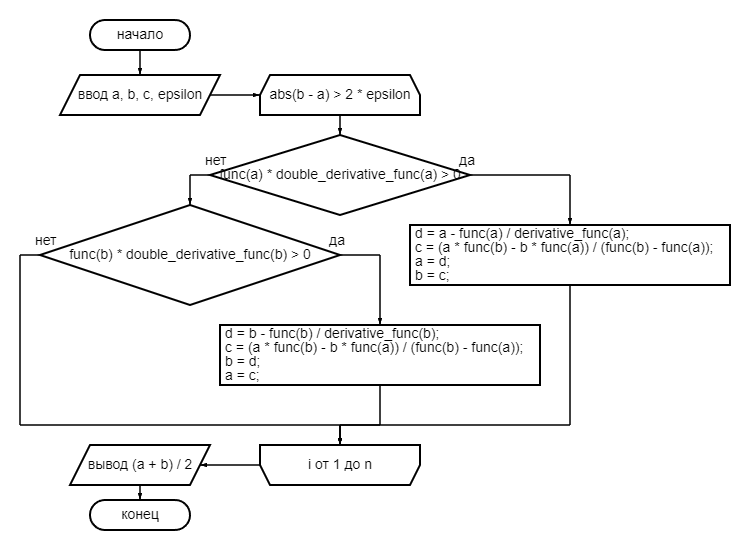 начало
ввод a, b, c, epsilon
abs(b - a) > 2 * epsilon
нет
да
func(a) * double_derivative_func(a) > 0
d = a - func(a) / derivative_func(a);
c = (a * func(b) - b * func(a)) / (func(b) - func(a));
a = d;
b = c;
нет
да
func(b) * double_derivative_func(b) > 0
d = b - func(b) / derivative_func(b);
c = (a * func(b) - b * func(a)) / (func(b) - func(a));
b = d;
a = c;
вывод (a + b) / 2
i от 1 до n
конец